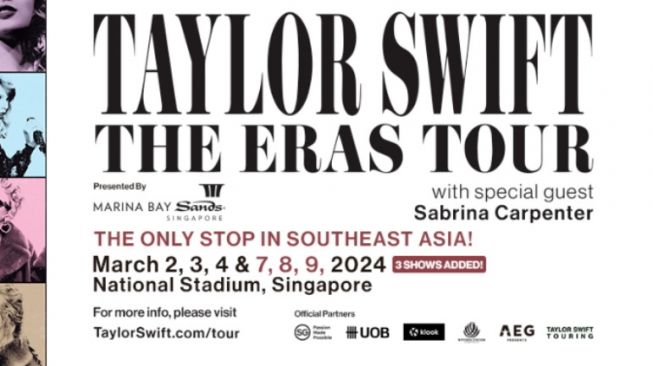 TAYLOR SWIFT
THE ERAS TOUR
Presented By
MARINA BAY Sands
SINGAPORE
with special guest
Sabrina Carpenter
THE ONLY STOP IN SOUTHEAST ASIA!
March 2, 3, 4 & 7, 8, 9, 2024 3 SHOWS ADDED!
National Stadium, Singapore
For more info, please visit
TaylorSwift.com/tour
Official Partners
SG Passion Made Possible
UOB
klook
AEG PRESENTS
TAYLOR SWIFT TOURING